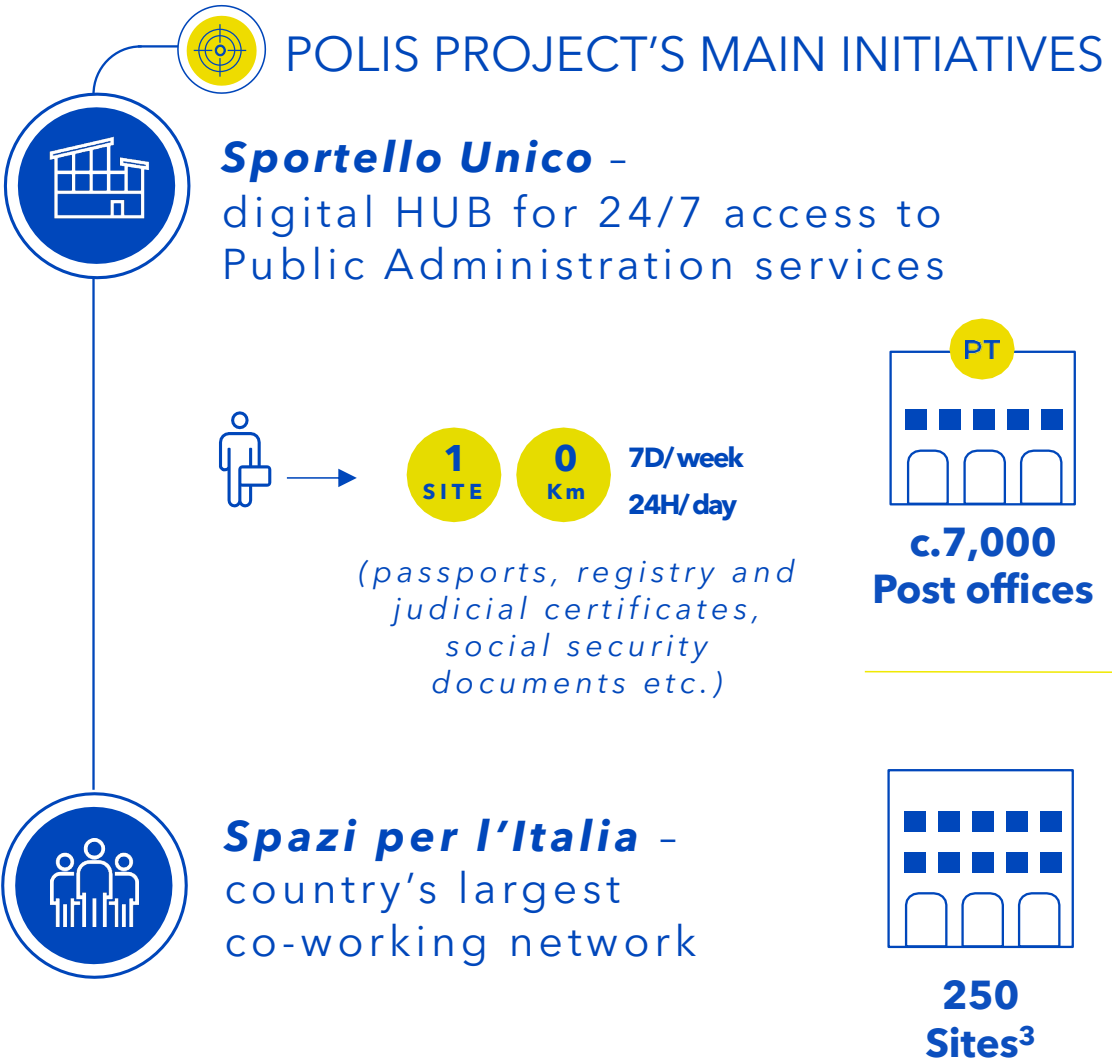 POLIS PROJECT’S MAIN INITIATIVES
Sportello Unico –
digital HUB for 24/7 access to
Public Administration services
PT
1
SITE
0
Km
7D/week
24H/day
(passports, registry and
judicial certificates,
social security
documents etc.)
c.7,000
Post offices
Spazi per l’Italia –
country’s largest
co-working network
250
Sites³